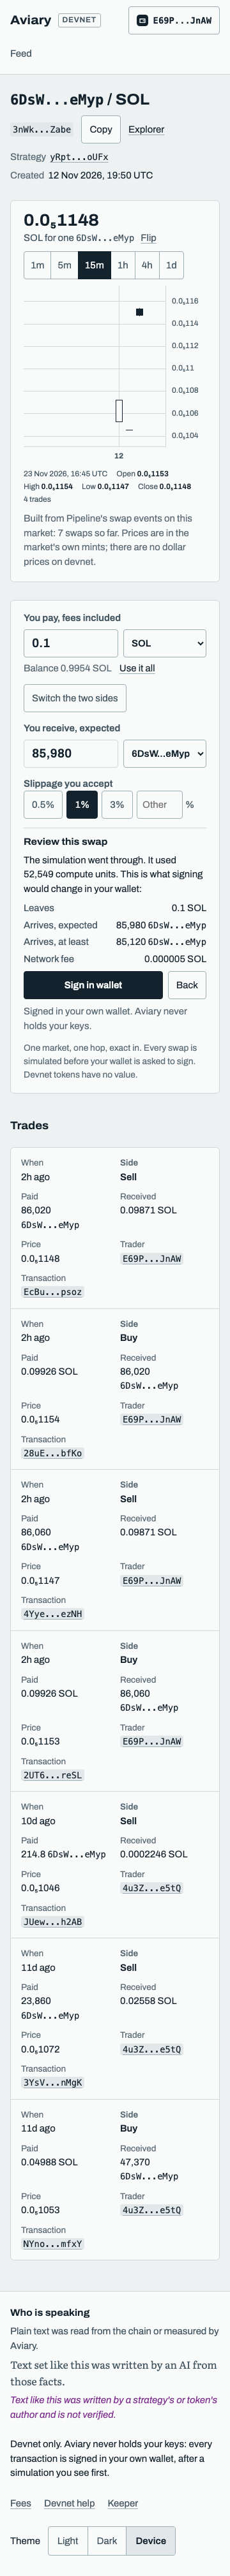 Aviary DEVNET E69P...JnAW
Feed
6DsW...eMyp / SOL
3nWk...Zabe Copy Explorer
Strategy yRpt...oUFx
Created 12 Nov 2026, 19:50 UTC
0.0₅1148
SOL for one 6DsW...eMyp Flip
1m 5m 15m 1h 4h 1d
0.0₅116
0.0₅114
0.0₅112
0.0₅11
0.0₅108
0.0₅106
0.0₅104
12
23 Nov 2026, 16:45 UTC Open 0.0₅1153
High 0.0₅1154 Low 0.0₅1147 Close 0.0₅1148
4 trades
Built from Pipeline's swap events on this
market: 7 swaps so far. Prices are in the
market's own mints; there are no dollar
prices on devnet.
You pay, fees included
0.1 SOL
Balance 0.9954 SOL Use it all
Switch the two sides
You receive, expected
85,980 6DsW...eMyp
Slippage you accept
0.5% 1% 3% Other %
Review this swap
The simulation went through. It used
52,549 compute units. This is what signing
would change in your wallet:
Leaves 0.1 SOL
Arrives, expected 85,980 6DsW...eMyp
Arrives, at least 85,120 6DsW...eMyp
Network fee 0.000005 SOL
Sign in wallet Back
Signed in your own wallet. Aviary never
holds your keys.
One market, one hop, exact in. Every swap is
simulated before your wallet is asked to sign.
Devnet tokens have no value.
Trades
When Side
2h ago Sell
Paid Received
86,020 0.09871 SOL
6DsW...eMyp
Price Trader
0.0₅1148 E69P...JnAW
Transaction
EcBu...psoz
When Side
2h ago Buy
Paid Received
0.09926 SOL 86,020
6DsW...eMyp
Price Trader
0.0₅1154 E69P...JnAW
Transaction
28uE...bfKo
When Side
2h ago Sell
Paid Received
86,060 0.09871 SOL
6DsW...eMyp
Price Trader
0.0₅1147 E69P...JnAW
Transaction
4Yye...ezNH
When Side
2h ago Buy
Paid Received
0.09926 SOL 86,060
6DsW...eMyp
Price Trader
0.0₅1153 E69P...JnAW
Transaction
2UT6...reSL
When Side
10d ago Sell
Paid Received
214.8 6DsW...eMyp 0.0002246 SOL
Price Trader
0.0₅1046 4u3Z...e5tQ
Transaction
JUew...h2AB
When Side
11d ago Sell
Paid Received
23,860 0.02558 SOL
6DsW...eMyp
Price Trader
0.0₅1072 4u3Z...e5tQ
Transaction
3YsV...nMgK
When Side
11d ago Buy
Paid Received
0.04988 SOL 47,370
6DsW...eMyp
Price Trader
0.0₅1053 4u3Z...e5tQ
Transaction
NYno...mfxY
Who is speaking
Plain text was read from the chain or measured by
Aviary.
Text set like this was written by an AI from
those facts.
Text like this was written by a strategy's or token's
author and is not verified.
Devnet only. Aviary never holds your keys: every
transaction is signed in your own wallet, after a
simulation you see first.
Fees Devnet help Keeper
Theme Light Dark Device